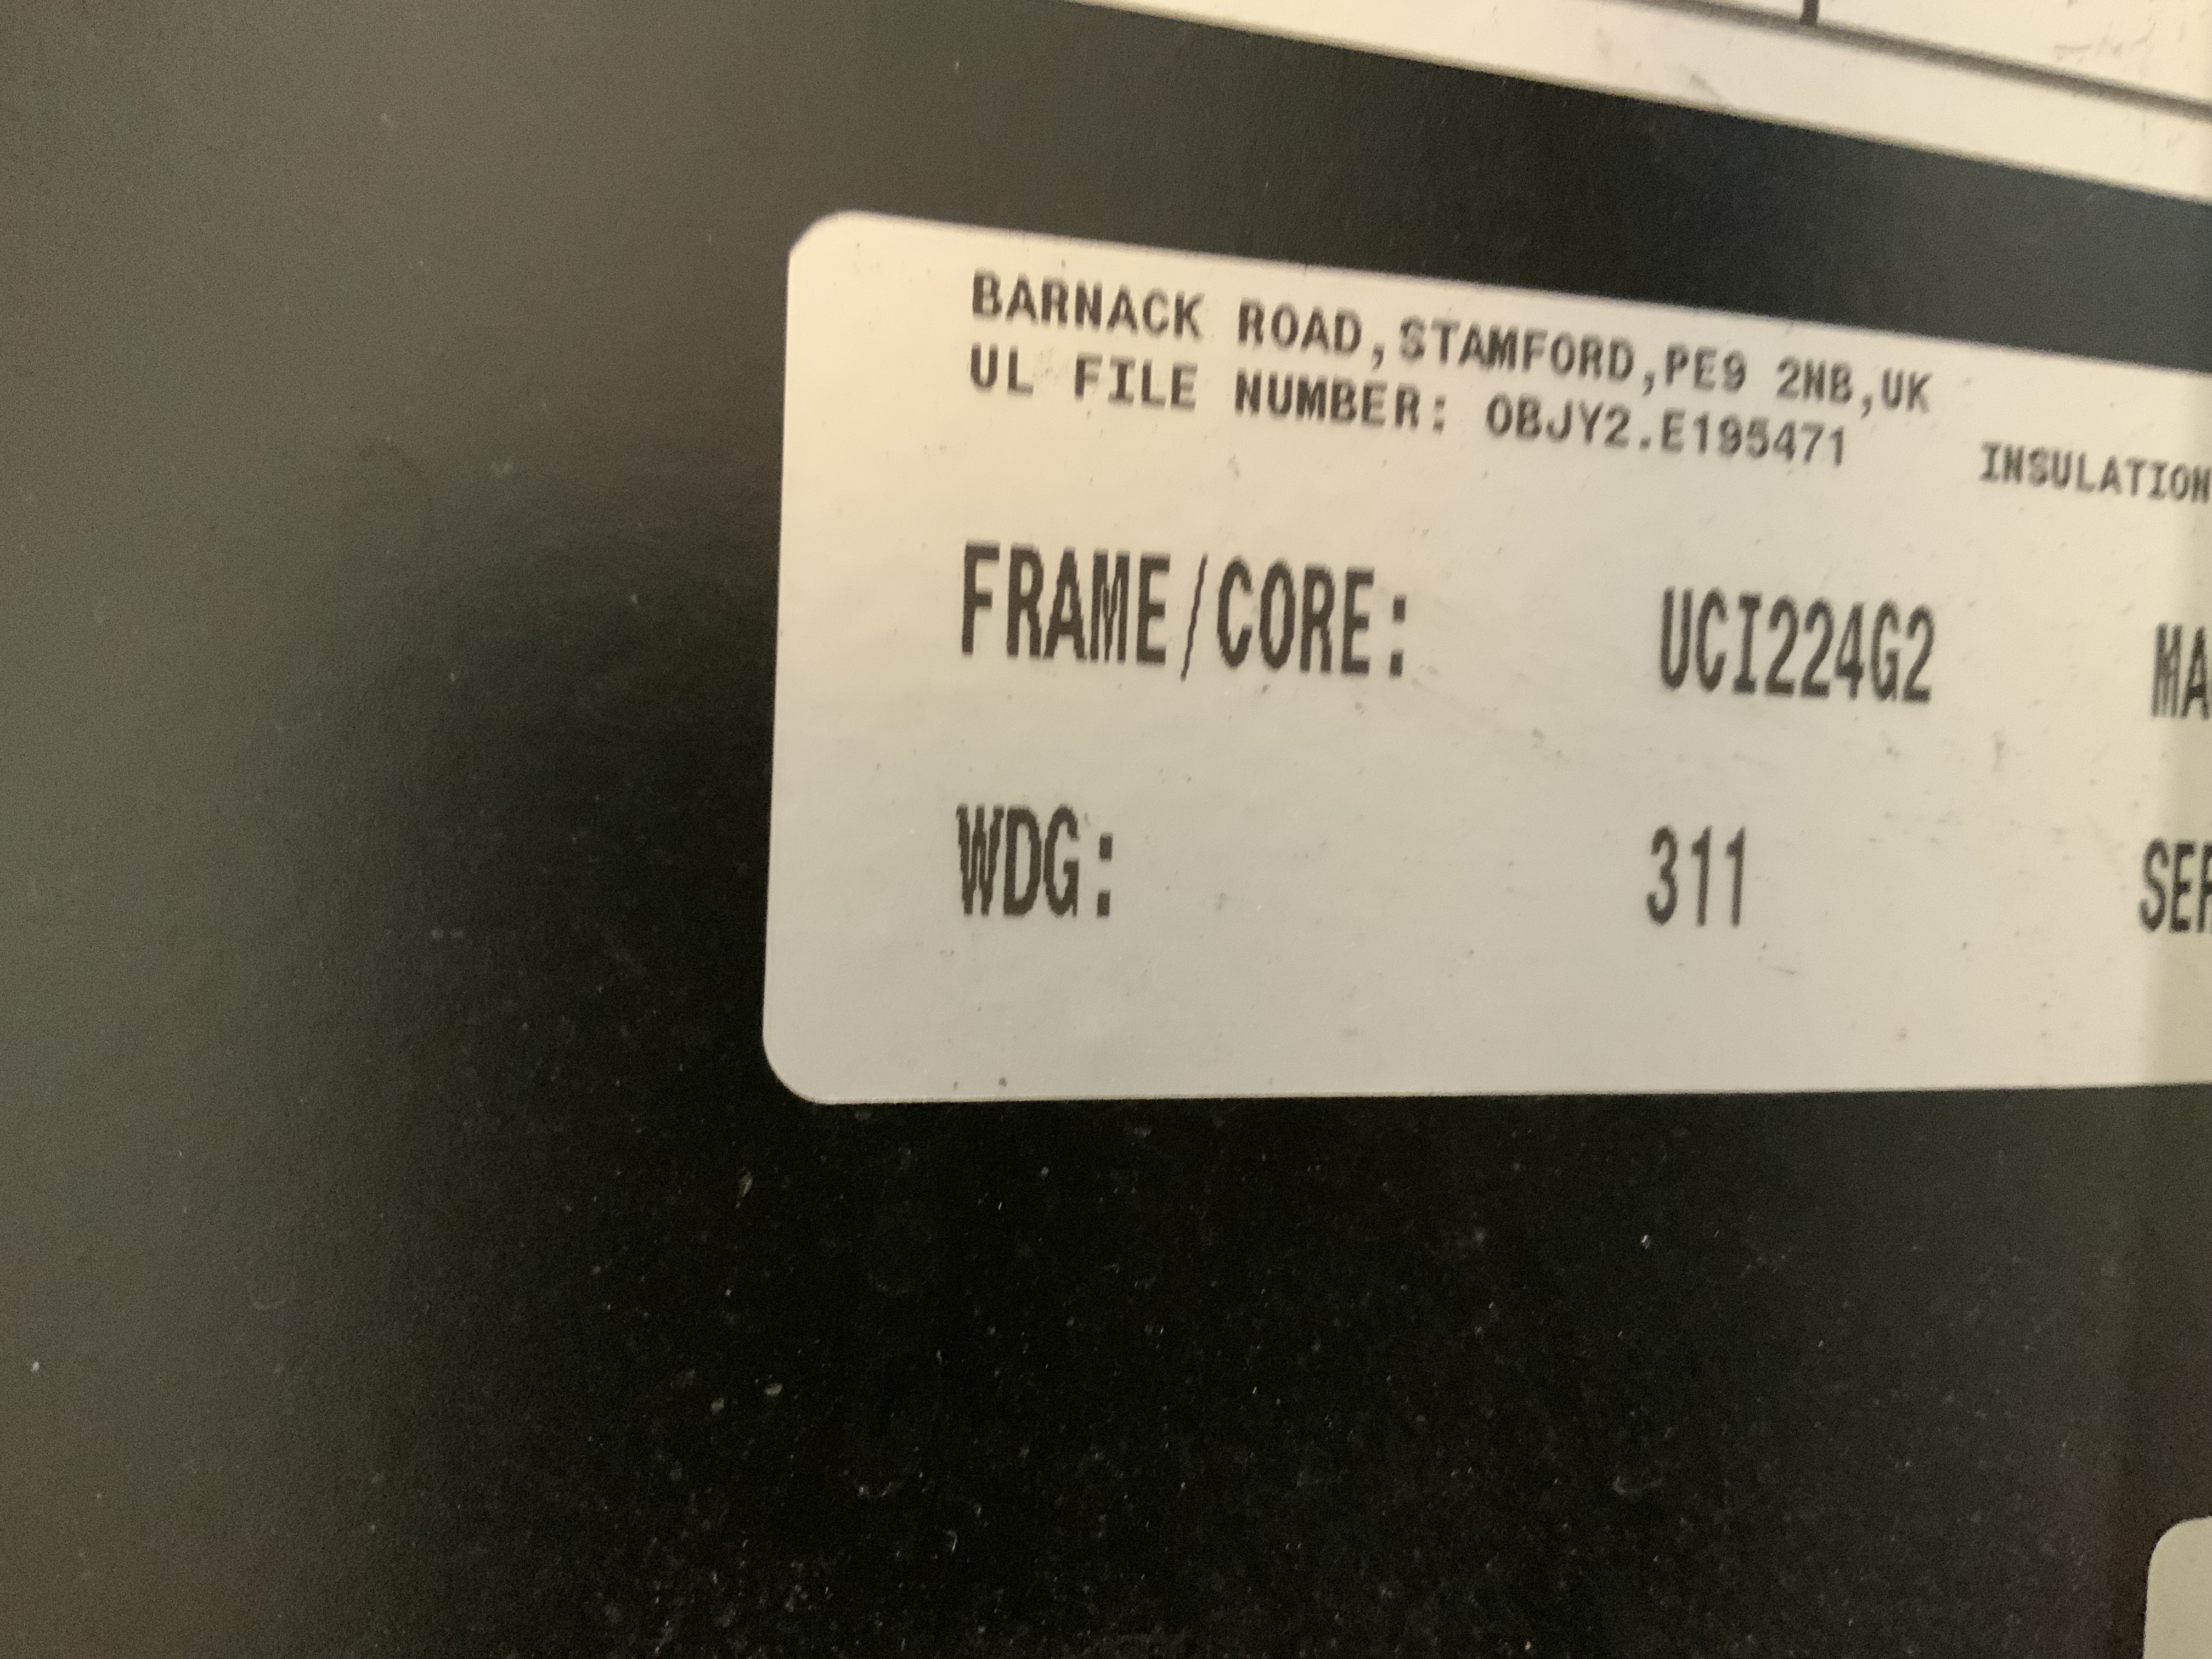 BARNACK ROAD,STAMFORD,PE9 2NB,UK
UL FILE NUMBER: OBJY2.E195471
INSULATION
FRAME/CORE: UCI224G2
WDG: 311